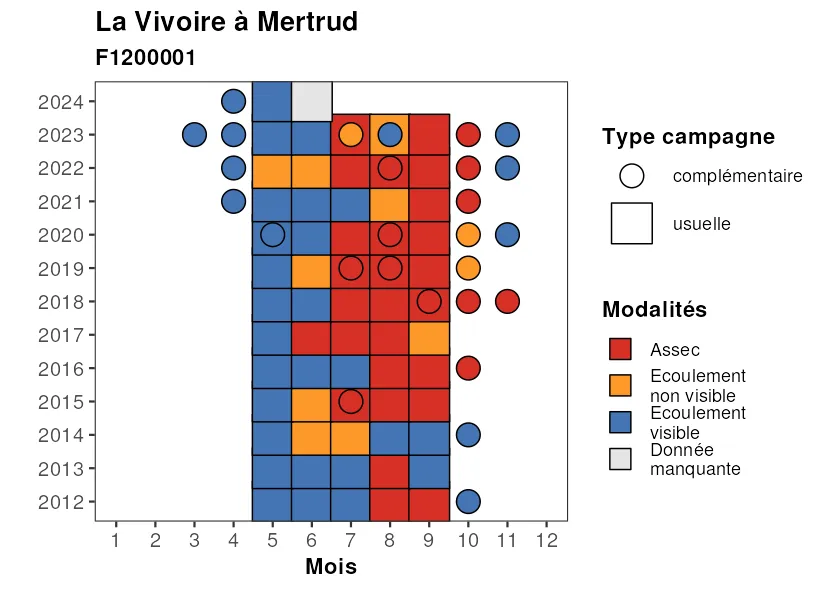 La Vivoire à Mertrud
F1200001
2024
2023
2022
2021
2020
2019
2018
2017
2016
2015
2014
2013
2012
1 2 3 4 5 6 7 8 9 10 11 12
Mois
Type campagne
complémentaire
usuelle
Modalités
Assec
Ecoulement
non visible
Ecoulement
visible
Donnée
manquante